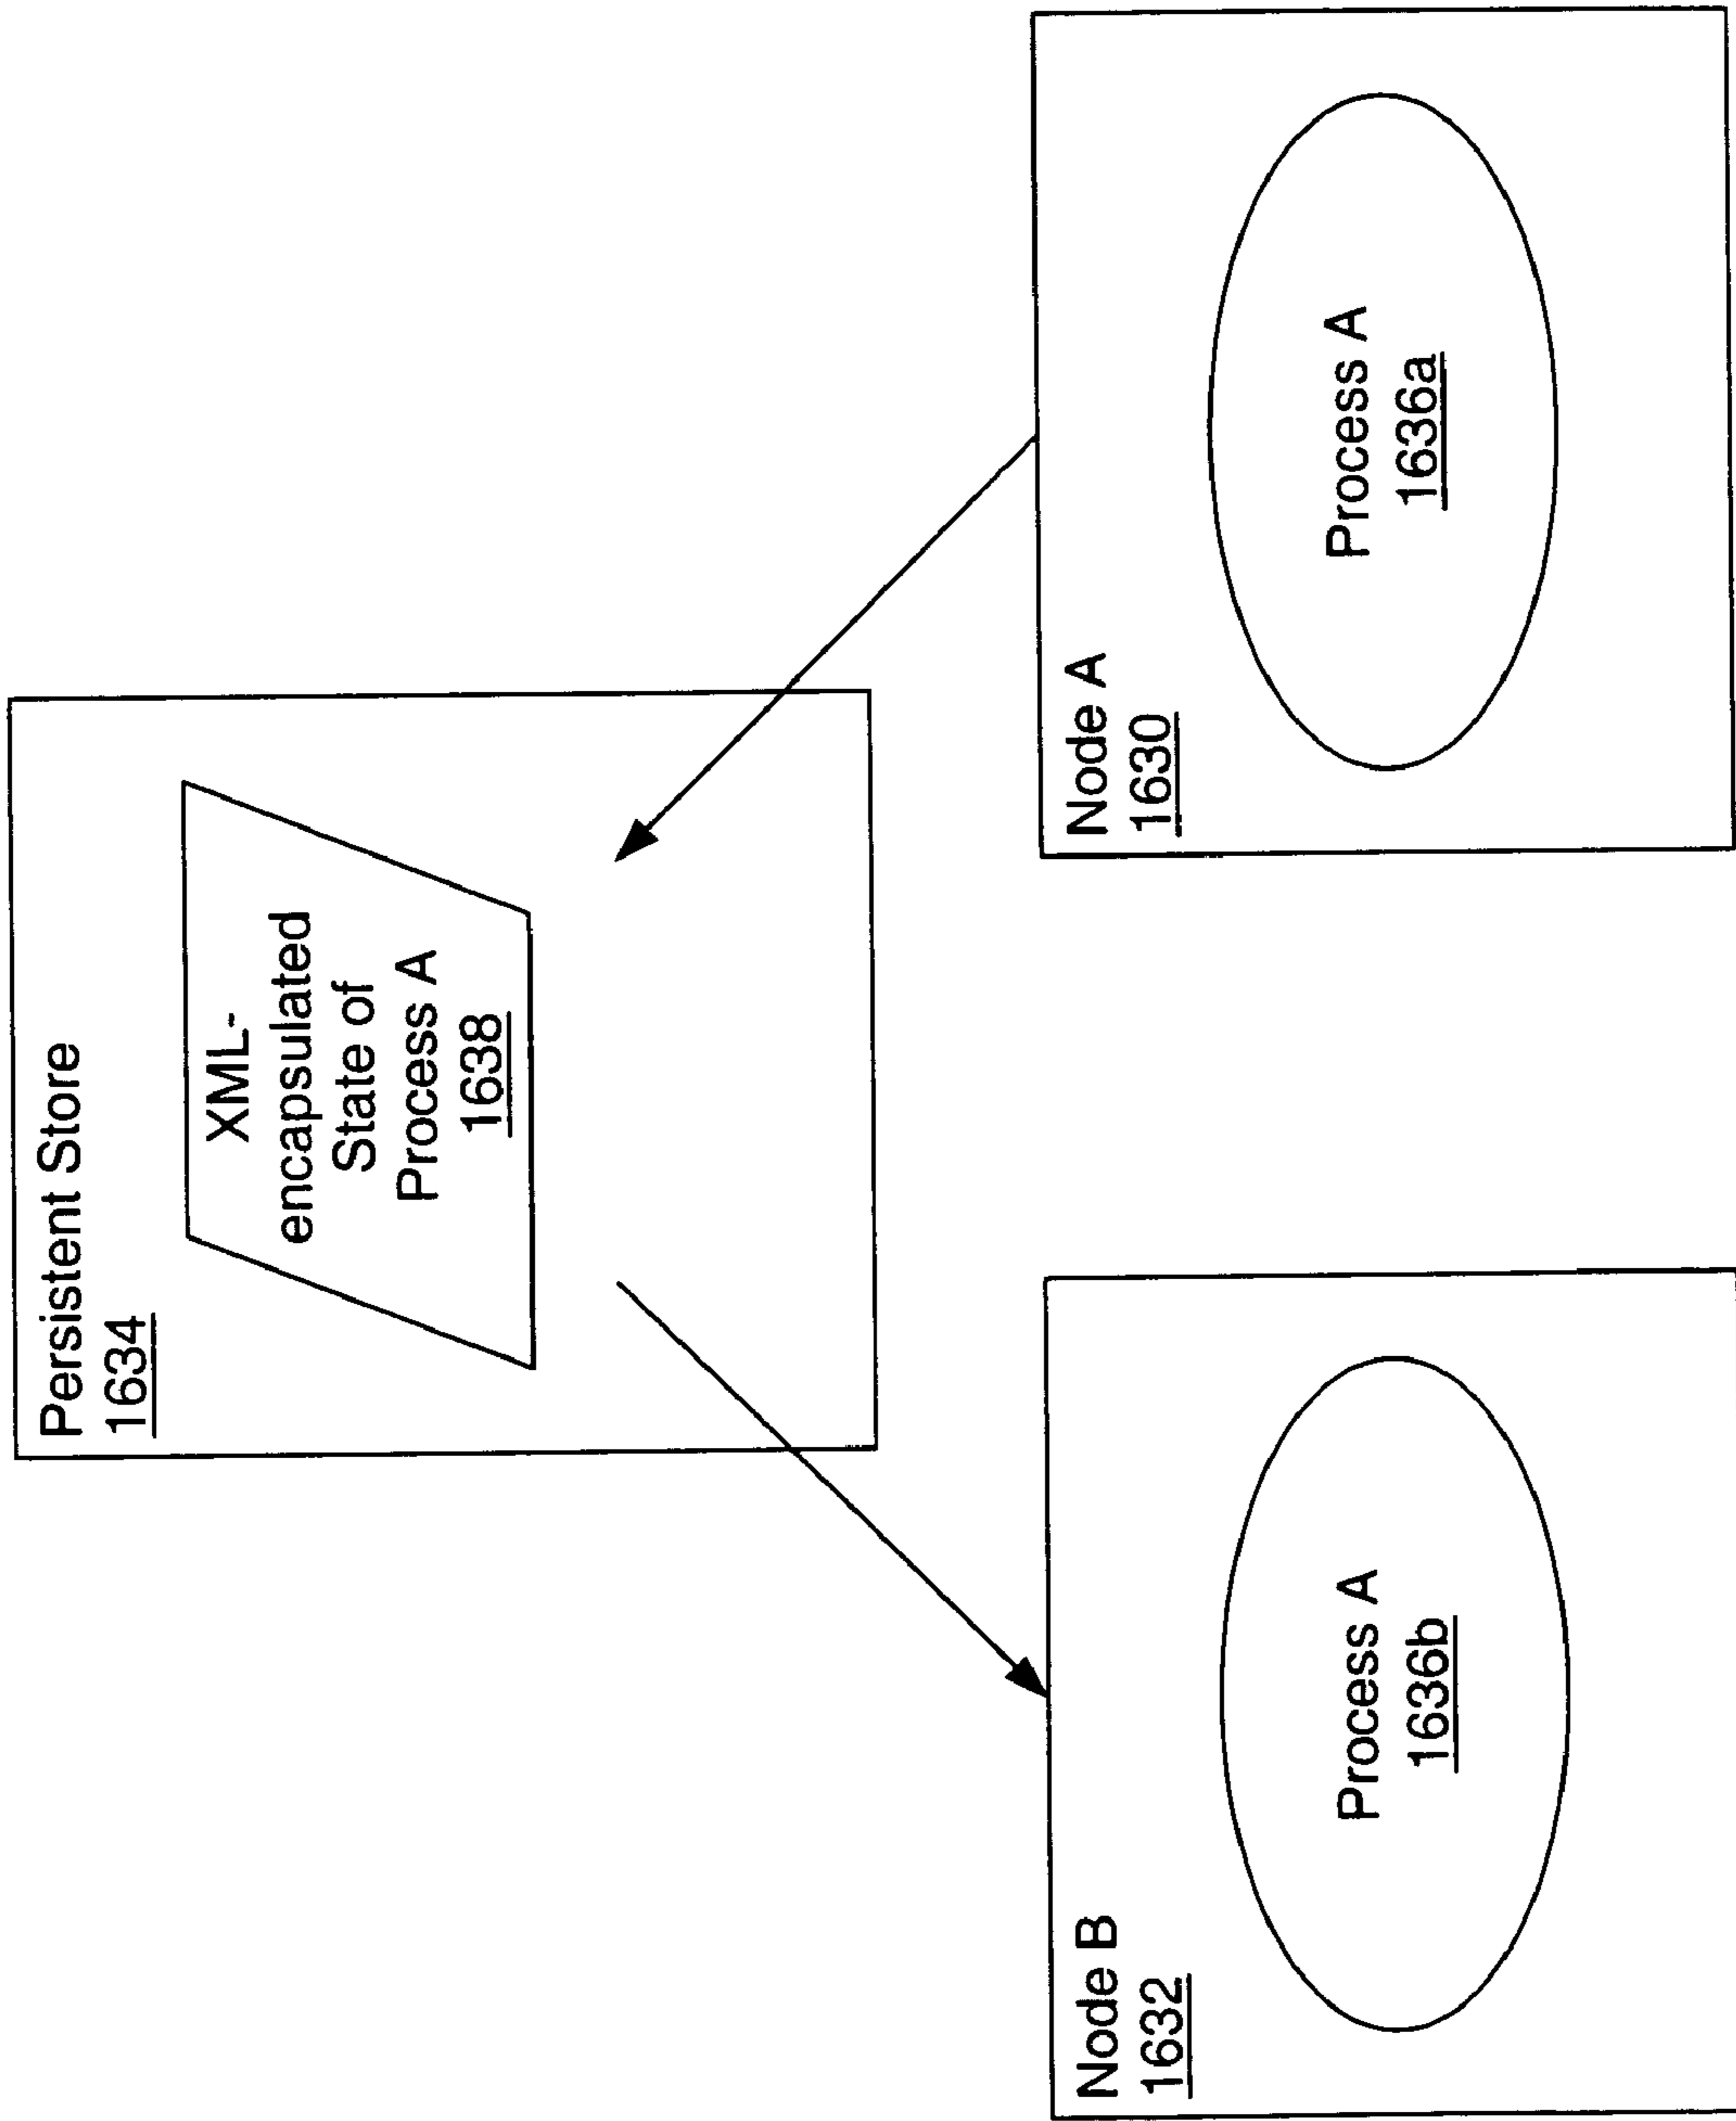 Persistent Store
1634
XML-
encapsulated
State of
Process A
1638
Node B
1632
Process A
1636b
Node A
1630
Process A
1636a